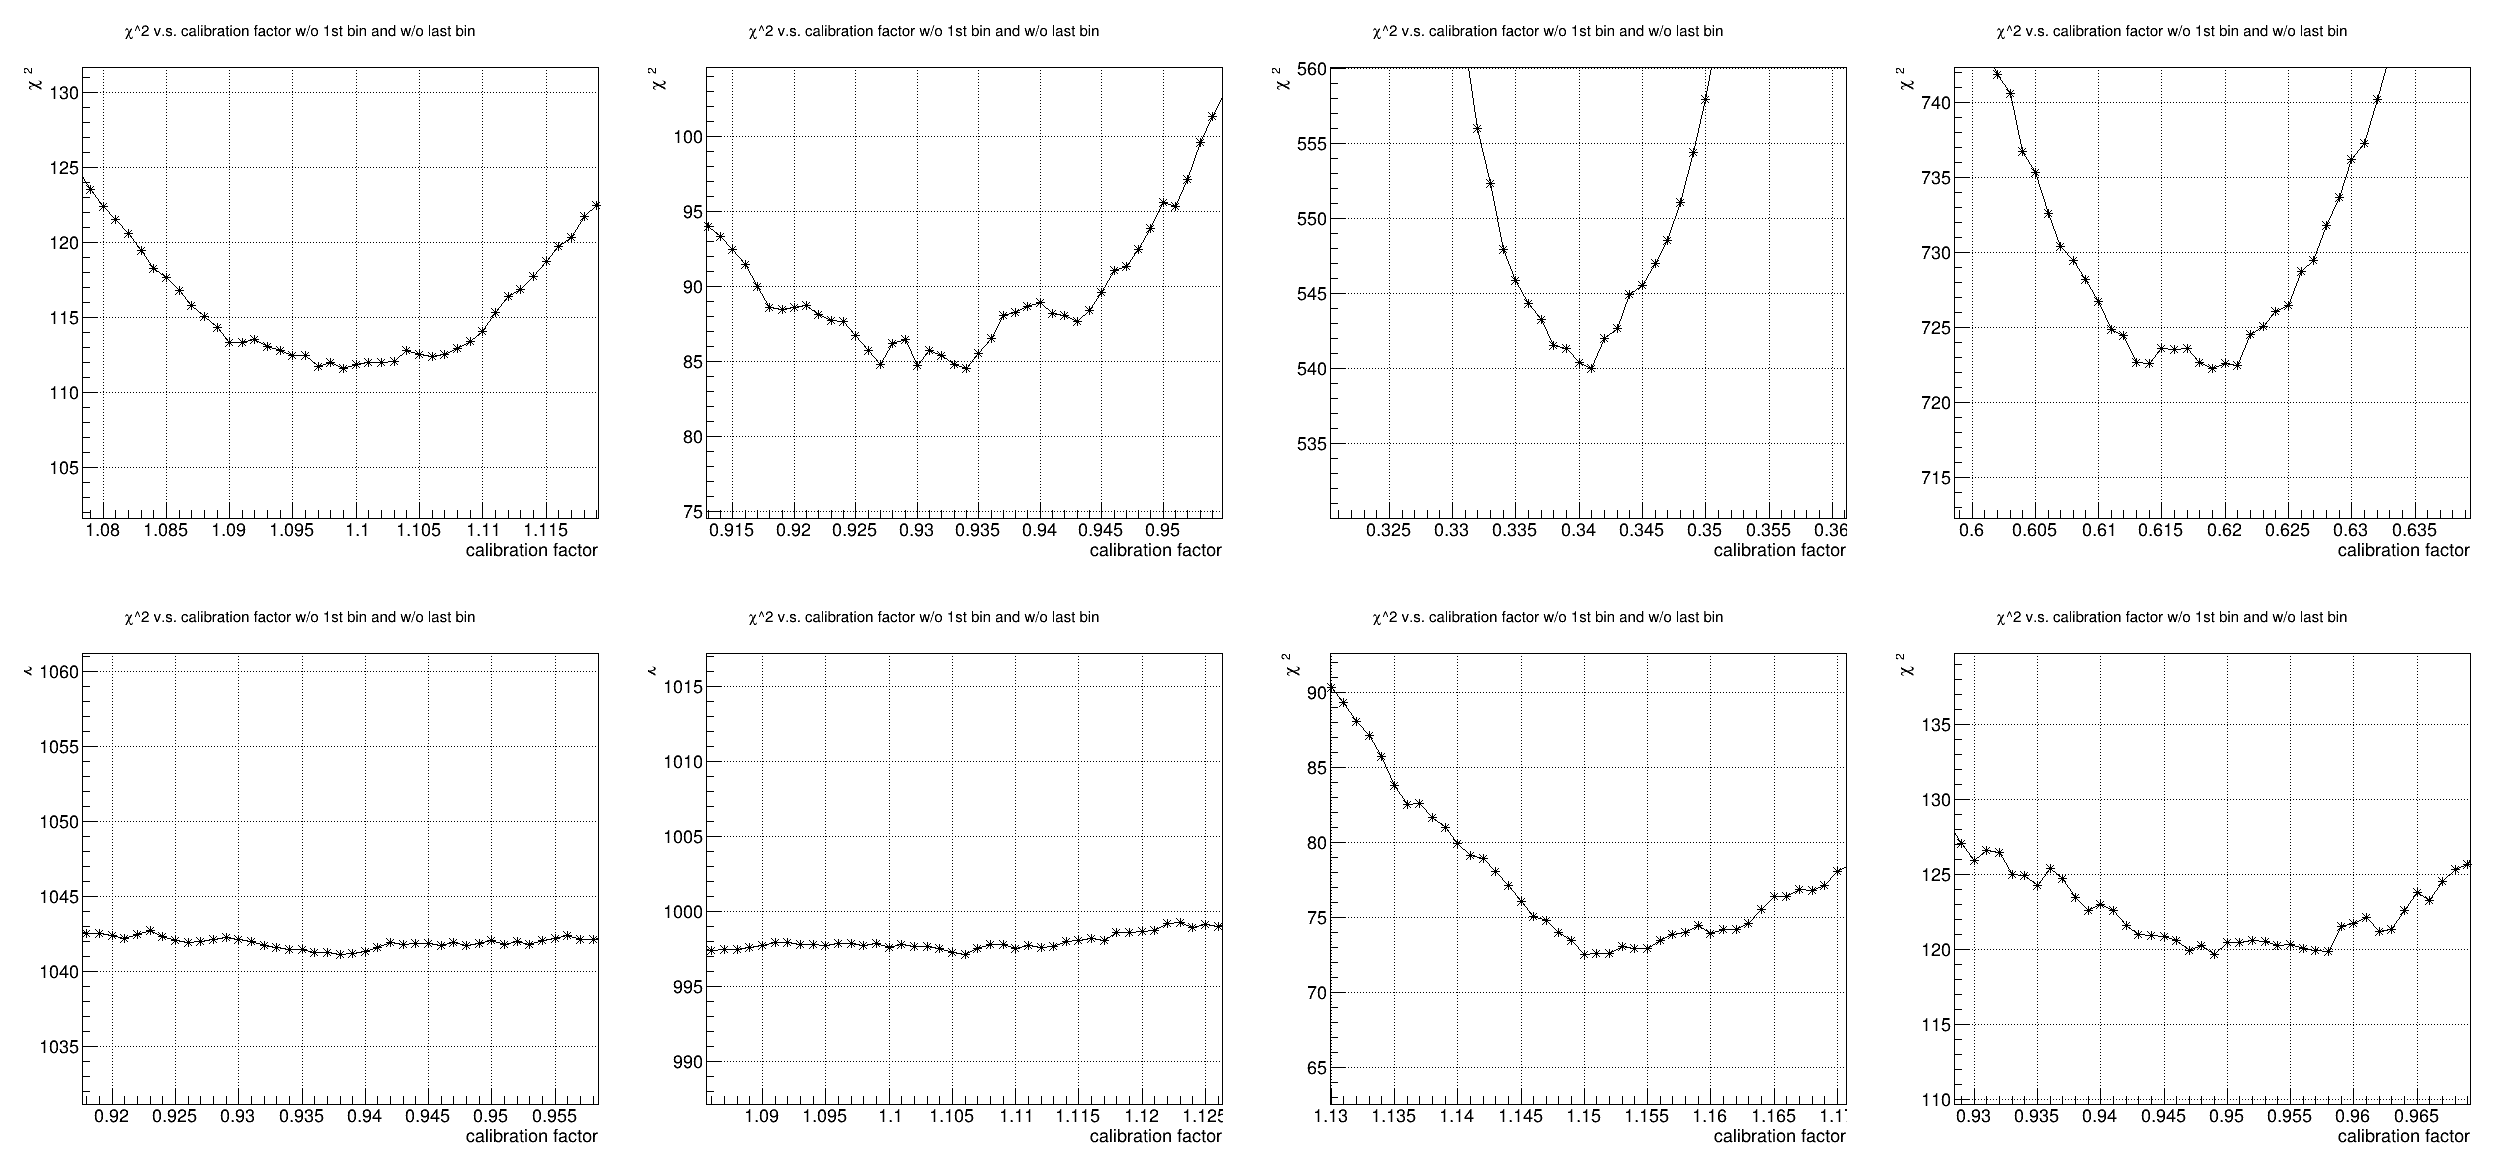 χ^2 v.s. calibration factor w/o 1st bin and w/o last bin
χ 2
130
125
120
115
110
105
1.08 1.085 1.09 1.095 1.1 1.105 1.11 1.115
calibration factor
χ^2 v.s. calibration factor w/o 1st bin and w/o last bin
χ 2
100
95
90
85
80
75
0.915 0.92 0.925 0.93 0.935 0.94 0.945 0.95
calibration factor
χ^2 v.s. calibration factor w/o 1st bin and w/o last bin
χ 2
560
555
550
545
540
535
0.325 0.33 0.335 0.34 0.345 0.35 0.355 0.36
calibration factor
χ^2 v.s. calibration factor w/o 1st bin and w/o last bin
χ 2
740
735
730
725
720
715
0.6 0.605 0.61 0.615 0.62 0.625 0.63 0.635
calibration factor
χ^2 v.s. calibration factor w/o 1st bin and w/o last bin
1060
1055
1050
1045
1040
1035
0.92 0.925 0.93 0.935 0.94 0.945 0.95 0.955
calibration factor
χ^2 v.s. calibration factor w/o 1st bin and w/o last bin
1015
1010
1005
1000
995
990
1.09 1.095 1.1 1.105 1.11 1.115 1.12 1.125
calibration factor
χ^2 v.s. calibration factor w/o 1st bin and w/o last bin
χ 2
90
85
80
75
70
65
1.13 1.135 1.14 1.145 1.15 1.155 1.16 1.165
calibration factor
χ^2 v.s. calibration factor w/o 1st bin and w/o last bin
χ 2
135
130
125
120
115
110
0.93 0.935 0.94 0.945 0.95 0.955 0.96 0.965
calibration factor